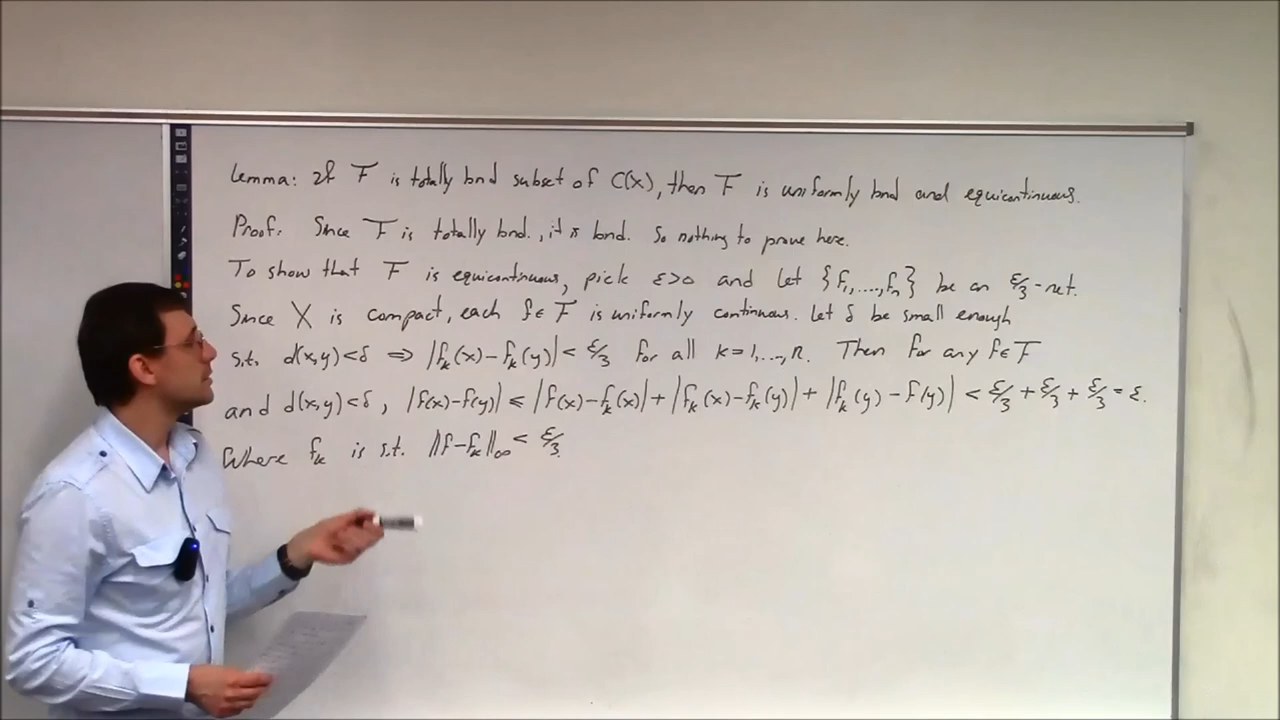 Lemma: If F is totally bnd subset of C(X), then F is uniformly bnd and equicontinuous.
Proof: Since F is totally bnd., it is bnd. So nothing to prove here.
To show that F is equicontinuous, pick ε>0 and let {f₁,....,fₙ} be an ε/3-net.
Since X is compact, each f∈F is uniformly continuous. Let δ be small enough
s.t. d(x,y)<δ ⇒ |fₖ(x)-fₖ(y)| < ε/3 for all k=1,...,n. Then for any f∈F
and d(x,y)<δ, |f(x)-f(y)| ≤ |f(x)-fₖ(x)| + |fₖ(x)-fₖ(y)| + |fₖ(y)-f(y)| < ε/3 + ε/3 + ε/3 = ε.
Where fₖ is s.t. ||f-fₖ||∞ < ε/3.